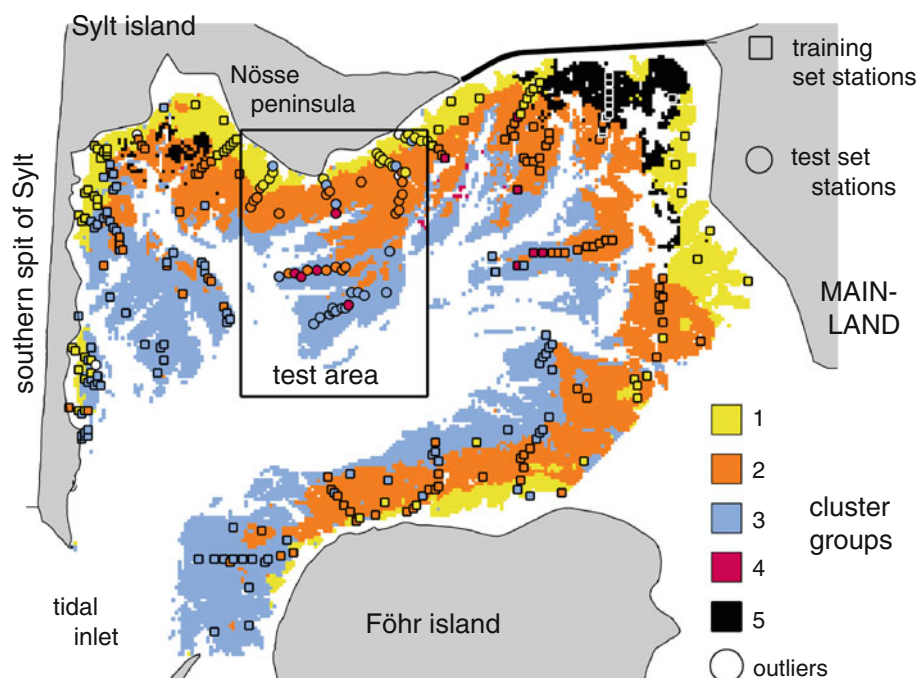 Sylt island
Nösse
peninsula
southern spit of Sylt
training
set stations
test set
stations
MAIN-
LAND
test area
1
2
3
4
5
cluster
groups
outliers
tidal
inlet
Föhr island